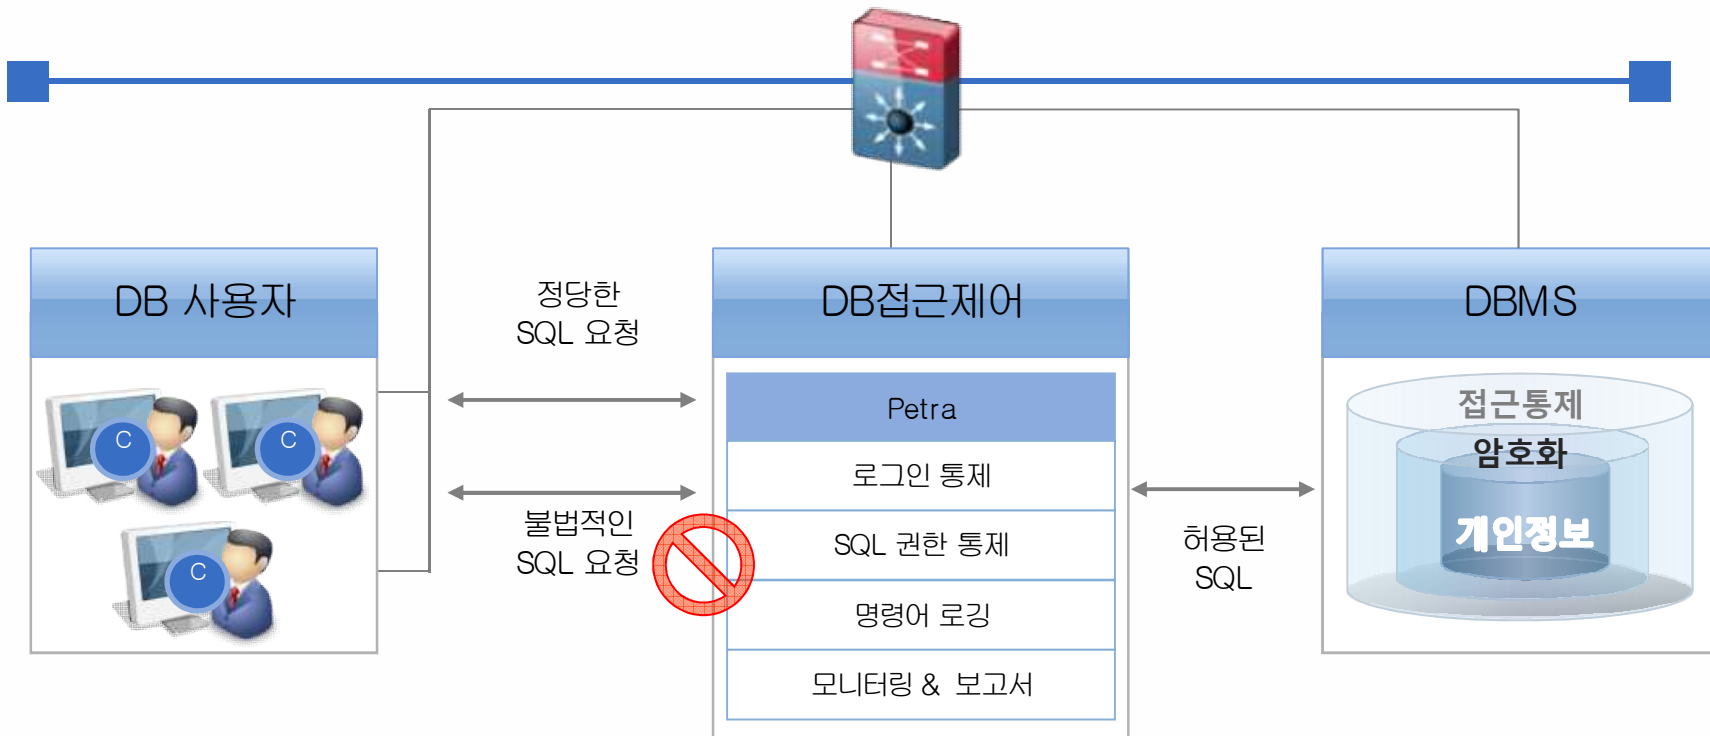 DB 사용자
C
C
C
정당한
SQL 요청
불법적인
SQL 요청
DB접근제어
Petra
로그인 통제
SQL 권한 통제
명령어 로깅
모니터링 & 보고서
허용된
SQL
DBMS
접근통제
암호화
개인정보